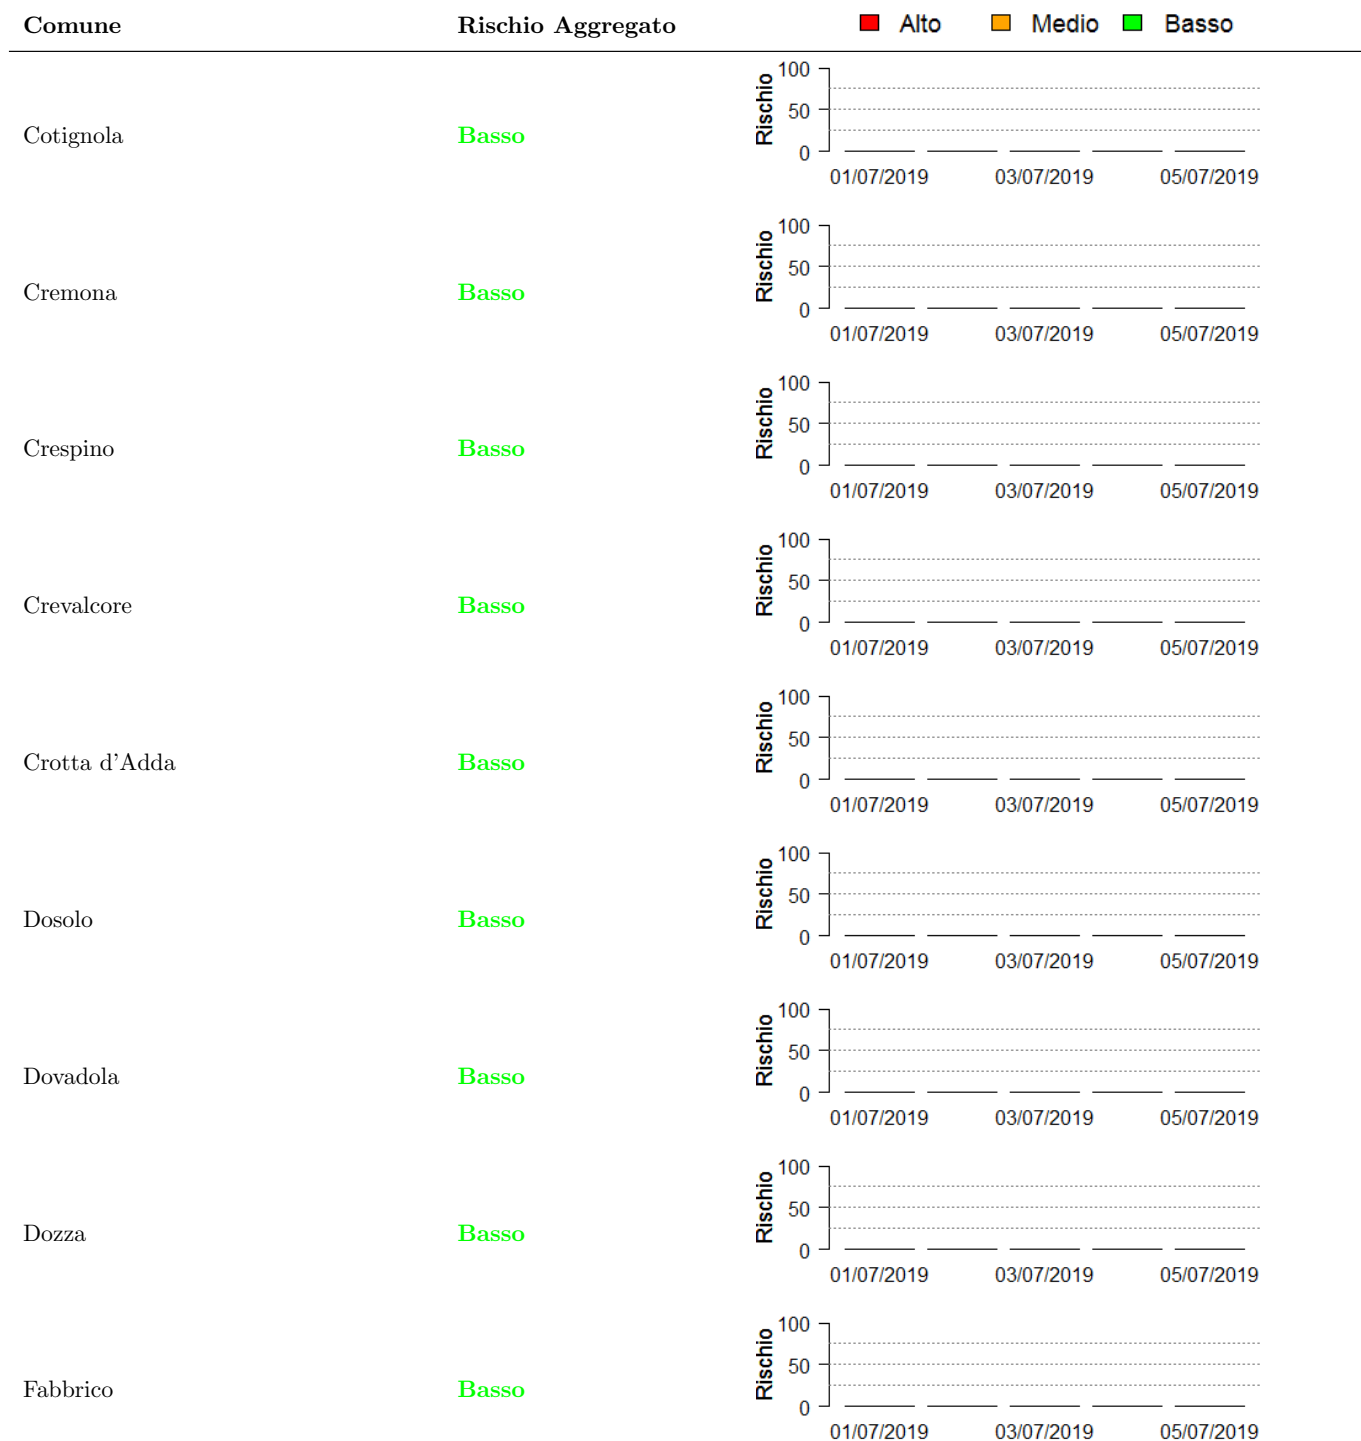 Comune Rischio Aggregato Alto Medio Basso
100
50
0
Rischio
Cotignola Basso
01/07/2019 03/07/2019 05/07/2019
100
50
0
Rischio
Cremona Basso
01/07/2019 03/07/2019 05/07/2019
100
50
0
Rischio
Crespino Basso
01/07/2019 03/07/2019 05/07/2019
100
50
0
Rischio
Crevalcore Basso
01/07/2019 03/07/2019 05/07/2019
100
50
0
Rischio
Crotta d'Adda Basso
01/07/2019 03/07/2019 05/07/2019
100
50
0
Rischio
Dosolo Basso
01/07/2019 03/07/2019 05/07/2019
100
50
0
Rischio
Dovadola Basso
01/07/2019 03/07/2019 05/07/2019
100
50
0
Rischio
Dozza Basso
01/07/2019 03/07/2019 05/07/2019
100
50
0
Rischio
Fabbrico Basso
01/07/2019 03/07/2019 05/07/2019